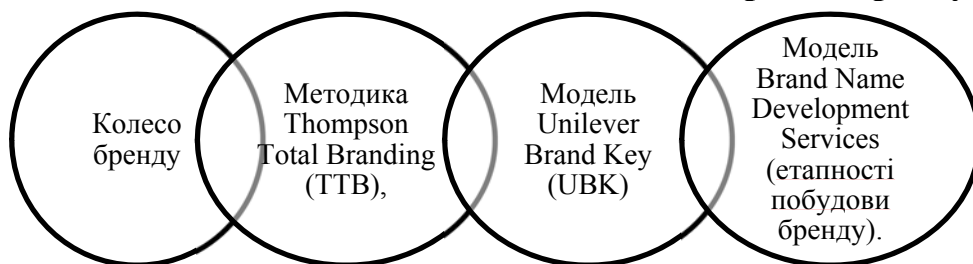 Колесо
бренду
Методика
Thompson
Total Branding
(TTB),
Модель
Unilever
Brand Key
(UBK)
Модель
Brand Name
Development
Services
(етапності
побудови
бренду).